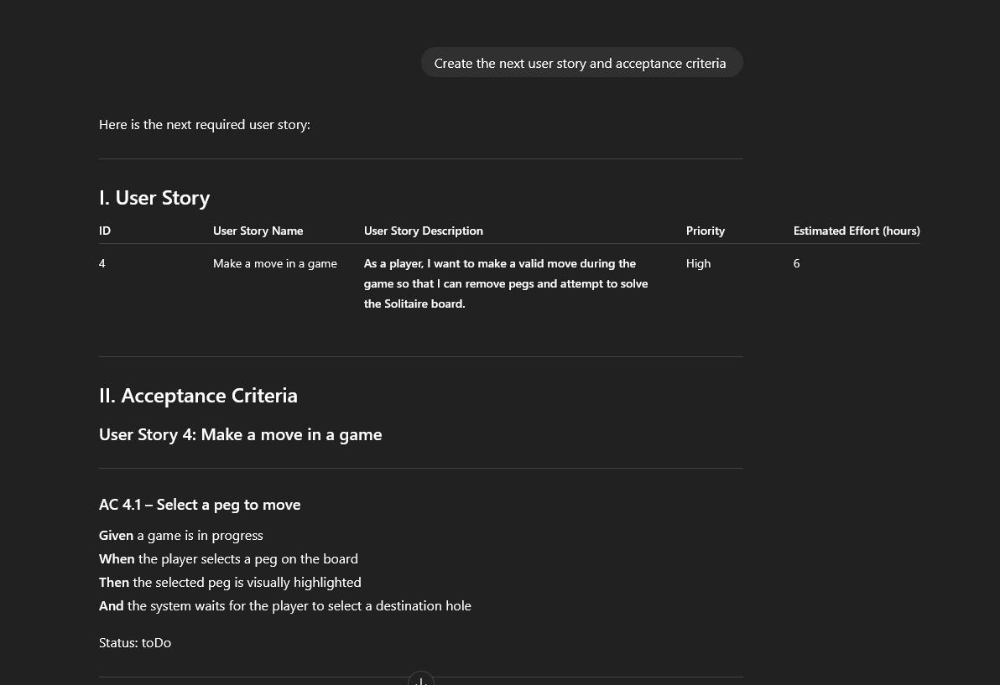 Create the next user story and acceptance criteria
Here is the next required user story:
I. User Story
ID User Story Name User Story Description Priority Estimated Effort (hours)
4 Make a move in a game As a player, I want to make a valid move during the High 6
game so that I can remove pegs and attempt to solve
the Solitaire board.
II. Acceptance Criteria
User Story 4: Make a move in a game
AC 4.1 – Select a peg to move
Given a game is in progress
When the player selects a peg on the board
Then the selected peg is visually highlighted
And the system waits for the player to select a destination hole
Status: toDo